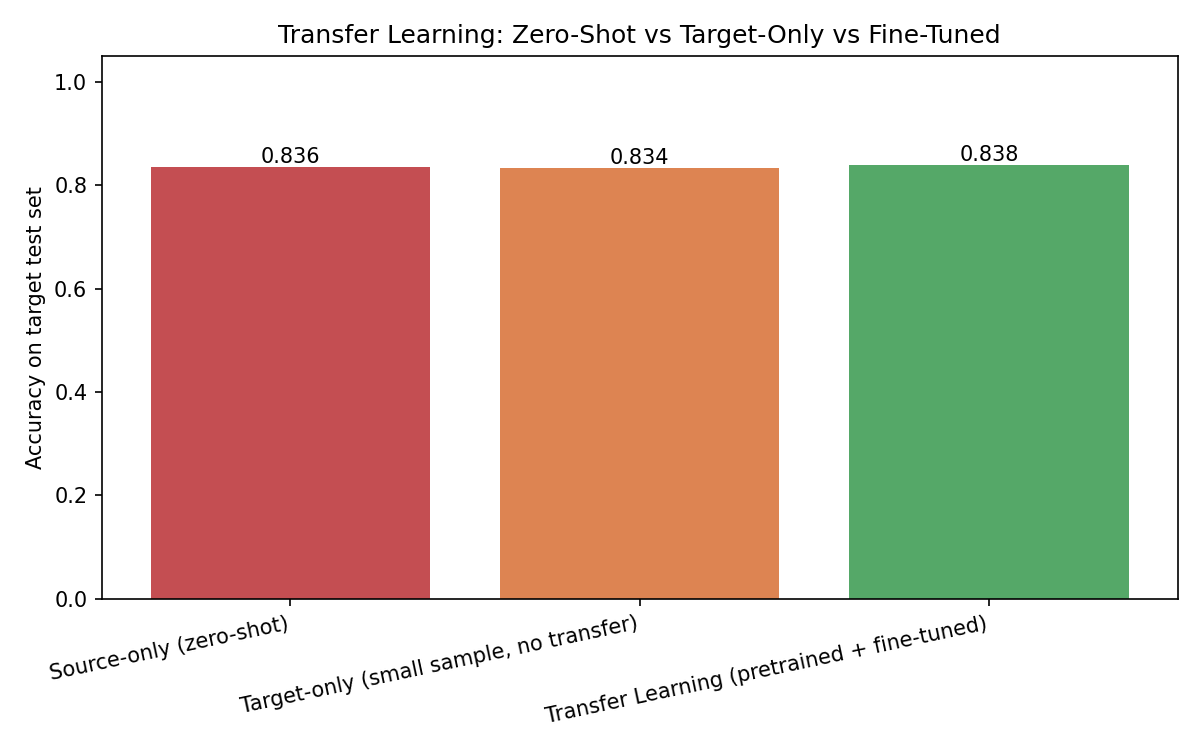 Transfer Learning: Zero-Shot vs Target-Only vs Fine-Tuned
Accuracy on target test set
1.0
0.8
0.6
0.4
0.2
0.0
0.836
0.834
0.838
Source-only (zero-shot)
Target-only (small sample, no transfer)
Transfer Learning (pretrained + fine-tuned)